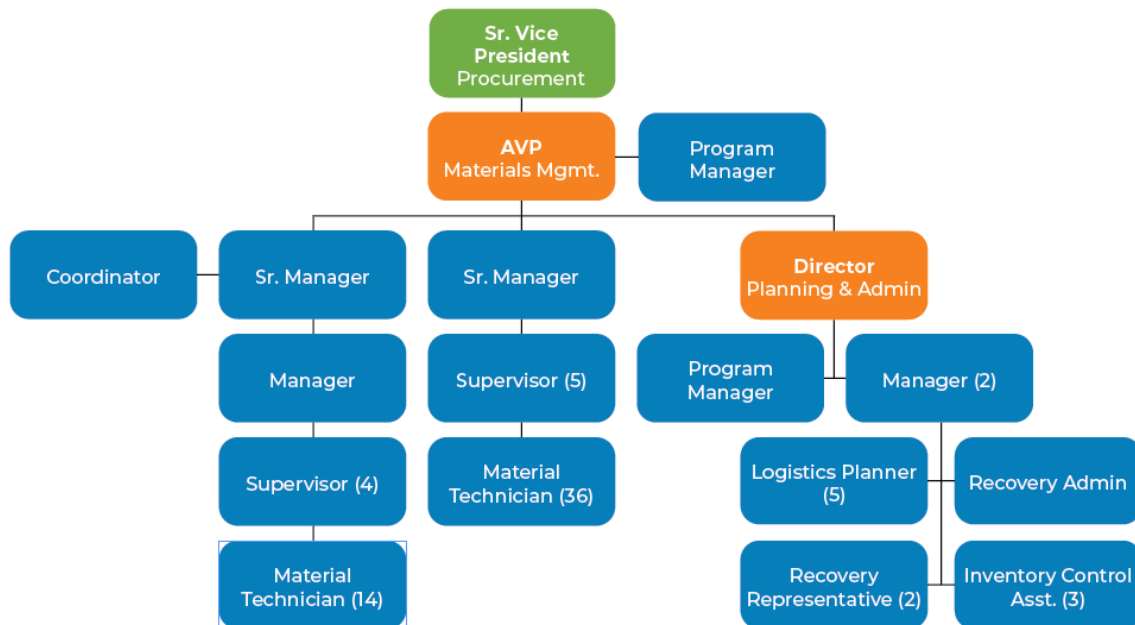 Sr. Vice
President
Procurement
AVP
Materials Mgmt.
Program
Manager
Coordinator
Sr. Manager
Sr. Manager
Director
Planning & Admin
Manager
Supervisor (5)
Program
Manager
Manager (2)
Supervisor (4)
Material
Technician (36)
Logistics Planner
(5)
Recovery Admin
Material
Technician (14)
Recovery
Representative (2)
Inventory Control
Asst. (3)